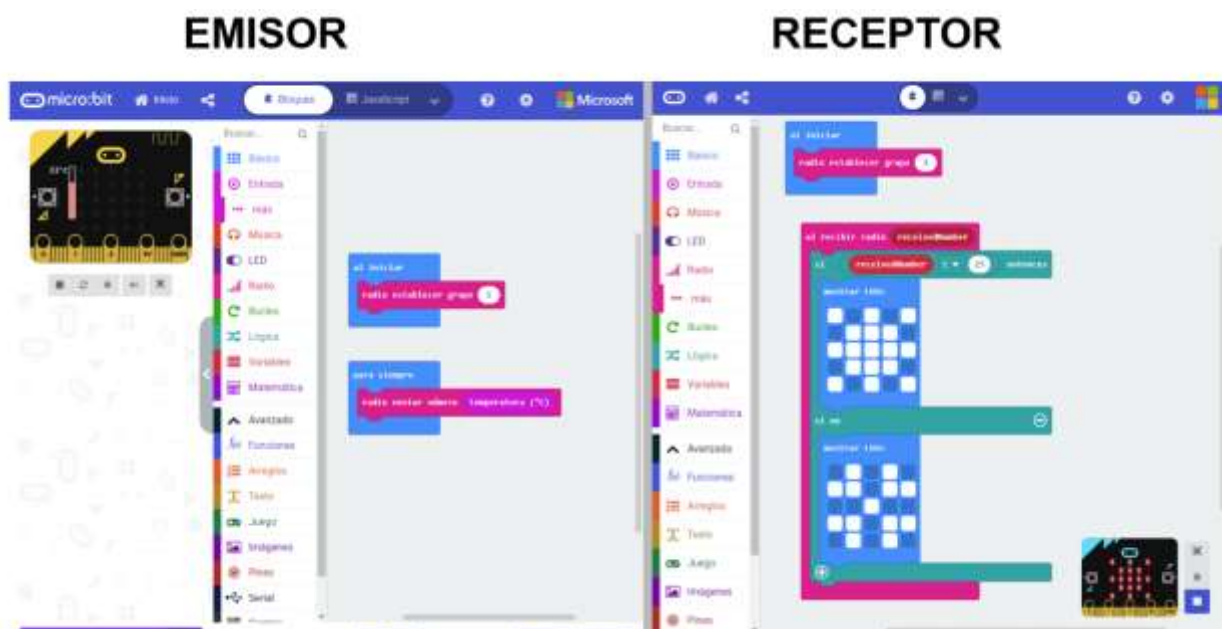 EMISOR
RECEPTOR
micro:bit Inicio Bloques JavaScript Microsoft
Buscar...
Básico
Entrada
más
Música
LED
Radio
Bucles
Lógica
Variables
Matemática
Avanzado
Funciones
Arreglos
Texto
Juego
Imágenes
Pines
Serial
al iniciar
radio establecer grupo 1
para siempre
radio enviar número temperatura (°C)
Buscar...
Básico
Entrada
Música
LED
Radio
más
Bucles
Lógica
Variables
Matemática
Avanzado
Funciones
Arreglos
Texto
Juego
Imágenes
Pines
al iniciar
radio establecer grupo 1
al recibir radio receivedNumber
si receivedNumber 25 entonces
mostrar LEDs
si no
mostrar LEDs